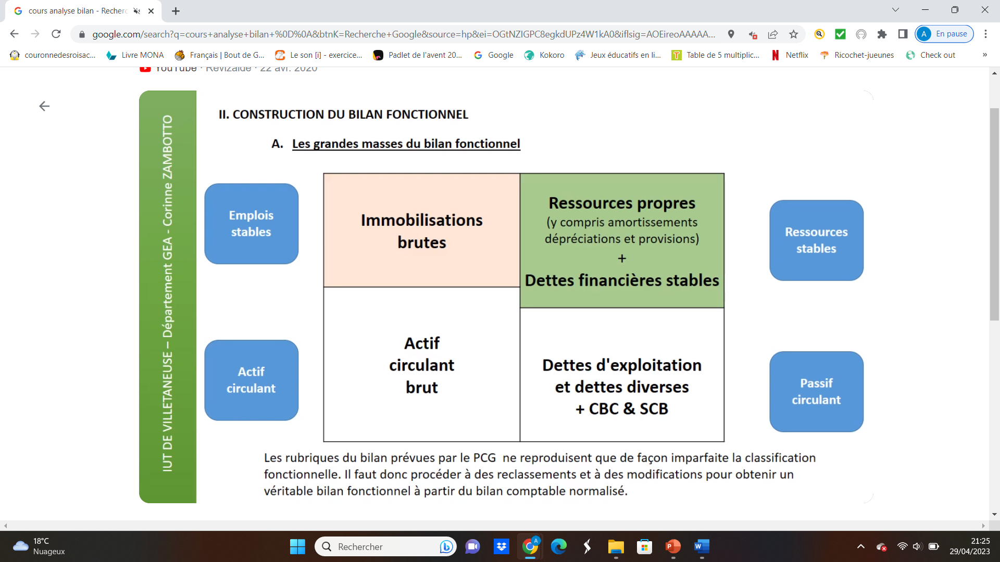 cours analyse bilan - Recherc
google.com/search?q=cours+analyse+bilan+%0D%0A&btnK=Recherche+Google&source=hp&ei=OGtNZIGPC8egkdUPz4W1kA0&iflsig=AOEireoAAAAA...
A En pause
couronnedesroisac...
Livre MONA
Français | Bout de G...
Le son [i] - exercice...
Padlet de l'avent 20...
Google
Kokoro
Jeux éducatifs en li...
Table de 5 multiplic...
Netflix
Ricochet-jueunes
Check out
»
YouTube · Revizaide · 22 avr. 2020
IUT DE VILLETANEUSE – Département GEA - Corinne ZAMBOTTO
II. CONSTRUCTION DU BILAN FONCTIONNEL
A. Les grandes masses du bilan fonctionnel
Emplois
stables
Immobilisations
brutes
Ressources propres
(y compris amortissements
dépréciations et provisions)
+
Dettes financières stables
Ressources
stables
Actif
circulant
Actif
circulant
brut
Dettes d'exploitation
et dettes diverses
+ CBC & SCB
Passif
circulant
Les rubriques du bilan prévues par le PCG ne reproduisent que de façon imparfaite la classification
fonctionnelle. Il faut donc procéder à des reclassements et à des modifications pour obtenir un
véritable bilan fonctionnel à partir du bilan comptable normalisé.
18°C
Nuageux
Rechercher
21:25
29/04/2023